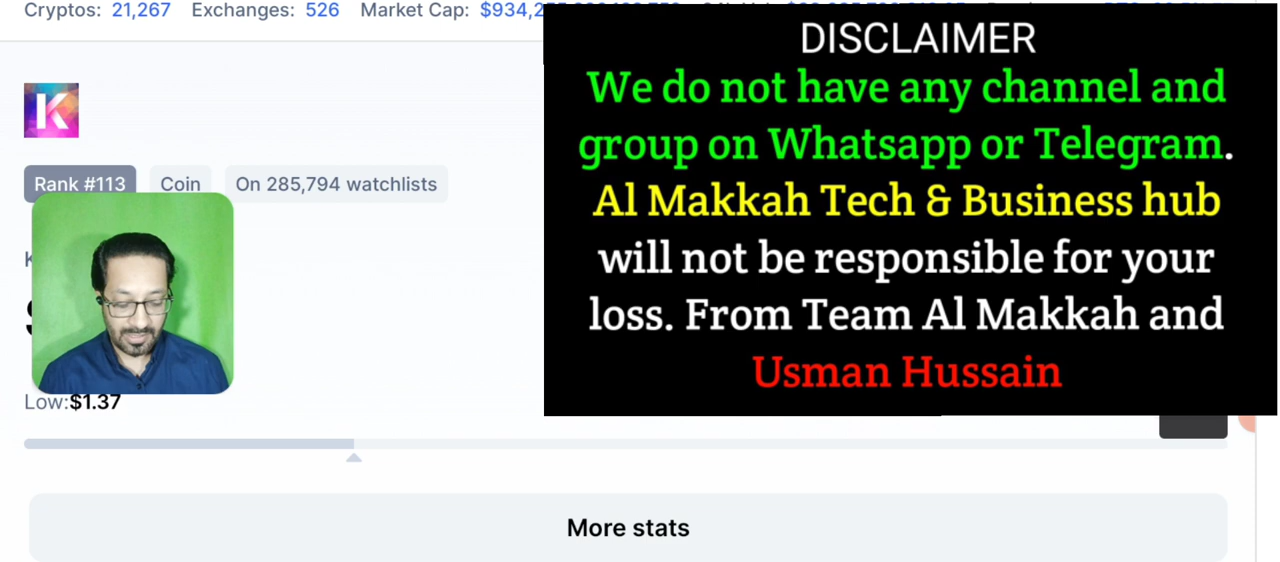 Cryptos: 21,267 Exchanges: 526 Market Cap: $934,2
DISCLAIMER
We do not have any channel and
group on Whatsapp or Telegram.
Al Makkah Tech & Business hub
will not be responsible for your
loss. From Team Al Makkah and
Usman Hussain
K
Rank #113 Coin On 285,794 watchlists
Low:$1.37
More stats